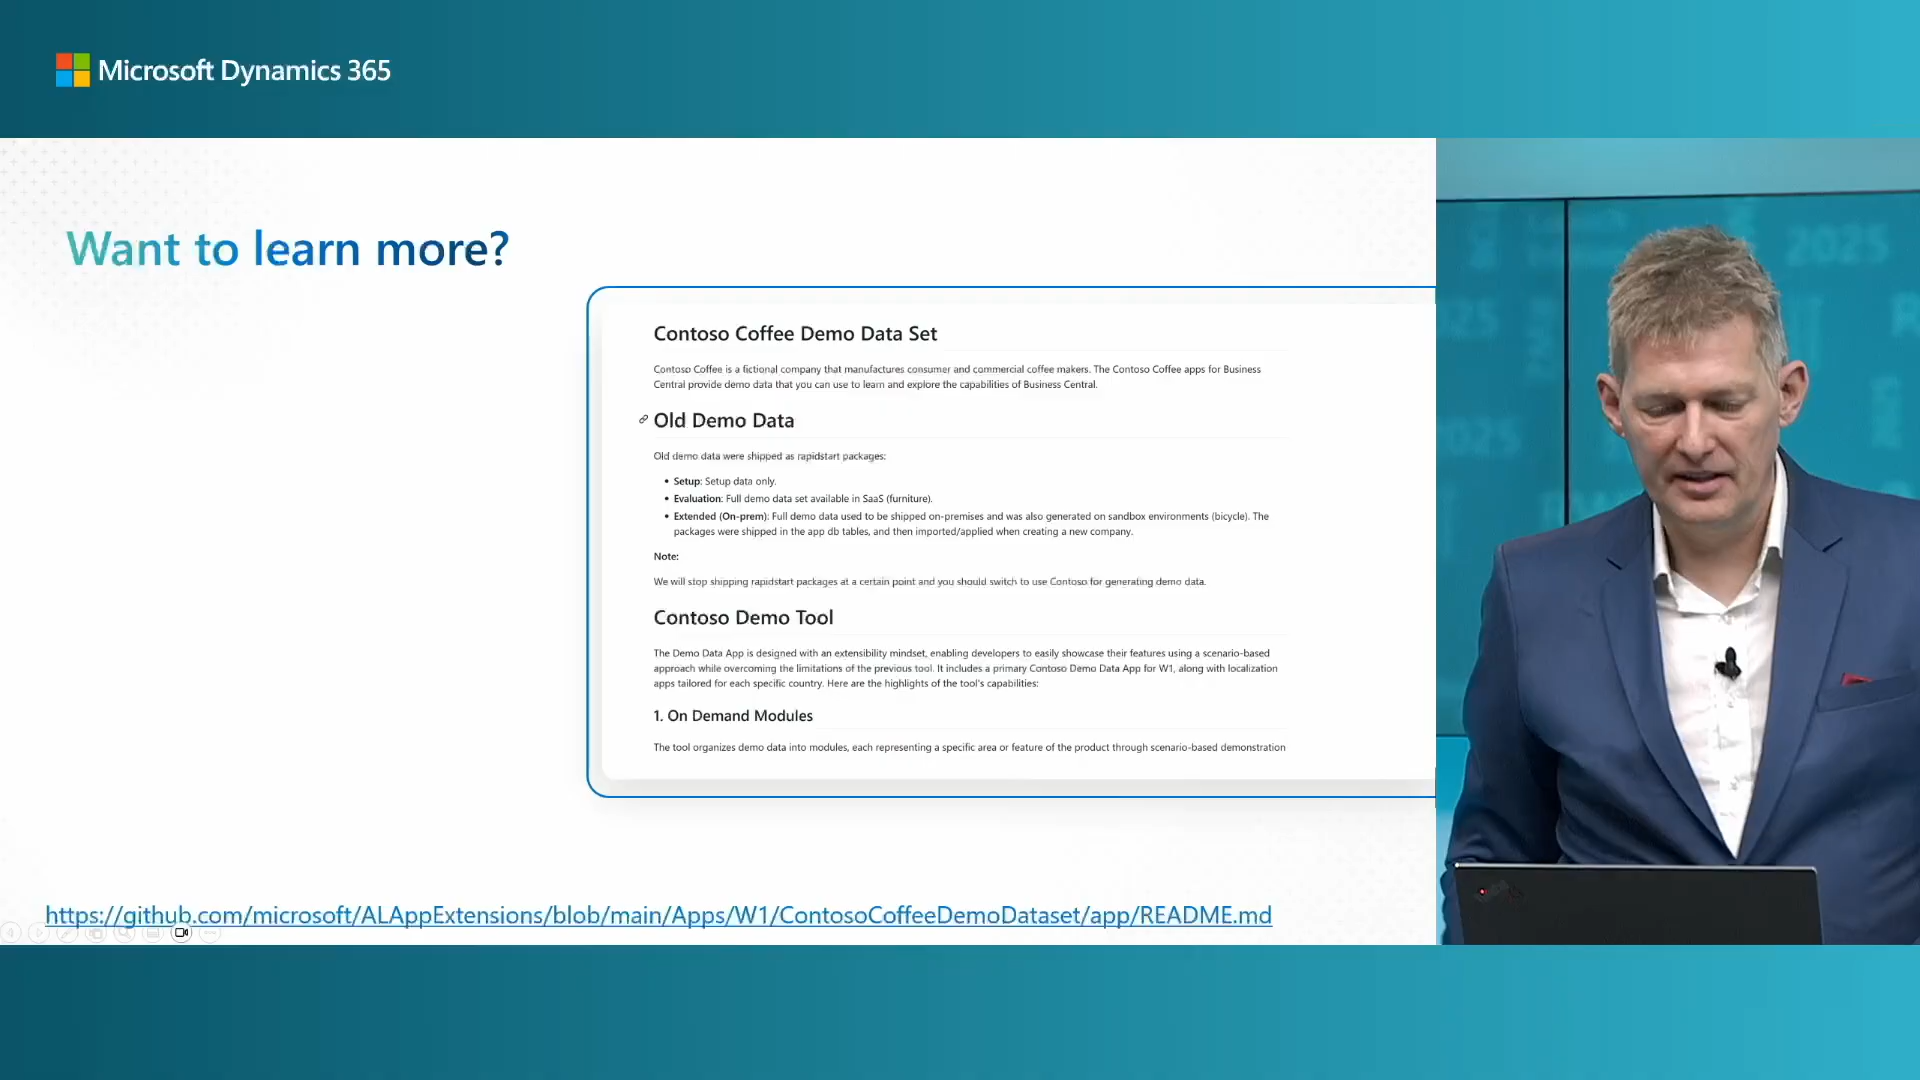 Microsoft Dynamics 365
Want to learn more?
Contoso Coffee Demo Data Set
Contoso Coffee is a fictional company that manufactures consumer and commercial coffee makers. The Contoso Coffee apps for Business
Central provide demo data that you can use to learn and explore the capabilities of Business Central.
Old Demo Data
Old demo data were shipped as rapidstart packages:
• Setup: Setup data only.
• Evaluation: Full demo data set available in SaaS (furniture).
• Extended (On-prem): Full demo data used to be shipped on-premises and was also generated on sandbox environments (bicycle). The
packages were shipped in the app db tables, and then imported/applied when creating a new company.
Note:
We will stop shipping rapidstart packages at a certain point and you should switch to use Contoso for generating demo data.
Contoso Demo Tool
The Demo Data App is designed with an extensibility mindset, enabling developers to easily showcase their features using a scenario-based
approach while overcoming the limitations of the previous tool. It includes a primary Contoso Demo Data App for W1, along with localization
apps tailored for each specific country. Here are the highlights of the tool's capabilities:
1. On Demand Modules
The tool organizes demo data into modules, each representing a specific area or feature of the product through scenario-based demonstration
https://github.com/microsoft/ALAppExtensions/blob/main/Apps/W1/ContosoCoffeeDemoDataset/app/README.md
2025
025
2025